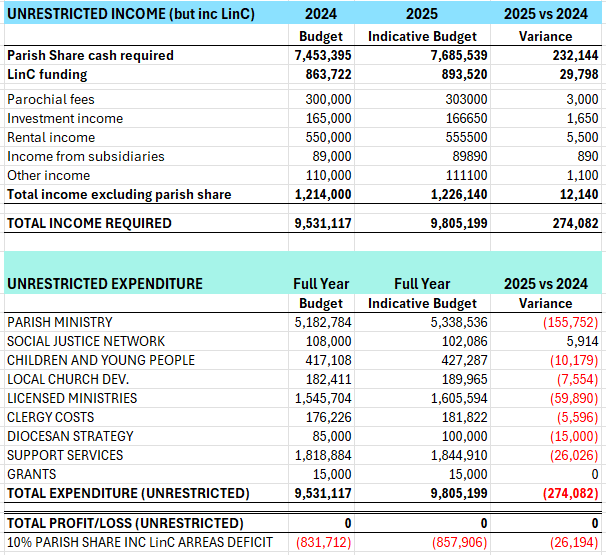 UNRESTRICTED INCOME (but inc LinC) 2024 2025 2025 vs 2024
Budget Indicative Budget Variance
Parish Share cash required 7,453,395 7,685,539 232,144
LinC funding 863,722 893,520 29,798
Parochial fees 300,000 303000 3,000
Investment income 165,000 166650 1,650
Rental income 550,000 555500 5,500
Income from subsidiaries 89,000 89890 890
Other income 110,000 111100 1,100
Total income excluding parish share 1,214,000 1,226,140 12,140
TOTAL INCOME REQUIRED 9,531,117 9,805,199 274,082
UNRESTRICTED EXPENDITURE Full Year Full Year 2025 vs 2024
Budget Indicative Budget Variance
PARISH MINISTRY 5,182,784 5,338,536 (155,752)
SOCIAL JUSTICE NETWORK 108,000 102,086 5,914
CHILDREN AND YOUNG PEOPLE 417,108 427,287 (10,179)
LOCAL CHURCH DEV. 182,411 189,965 (7,554)
LICENSED MINISTRIES 1,545,704 1,605,594 (59,890)
CLERGY COSTS 176,226 181,822 (5,596)
DIOCESAN STRATEGY 85,000 100,000 (15,000)
SUPPORT SERVICES 1,818,884 1,844,910 (26,026)
GRANTS 15,000 15,000 0
TOTAL EXPENDITURE (UNRESTRICTED) 9,531,117 9,805,199 (274,082)
TOTAL PROFIT/LOSS (UNRESTRICTED) 0 0 0
10% PARISH SHARE INC LinC ARREAS DEFICIT (831,712) (857,906) (26,194)